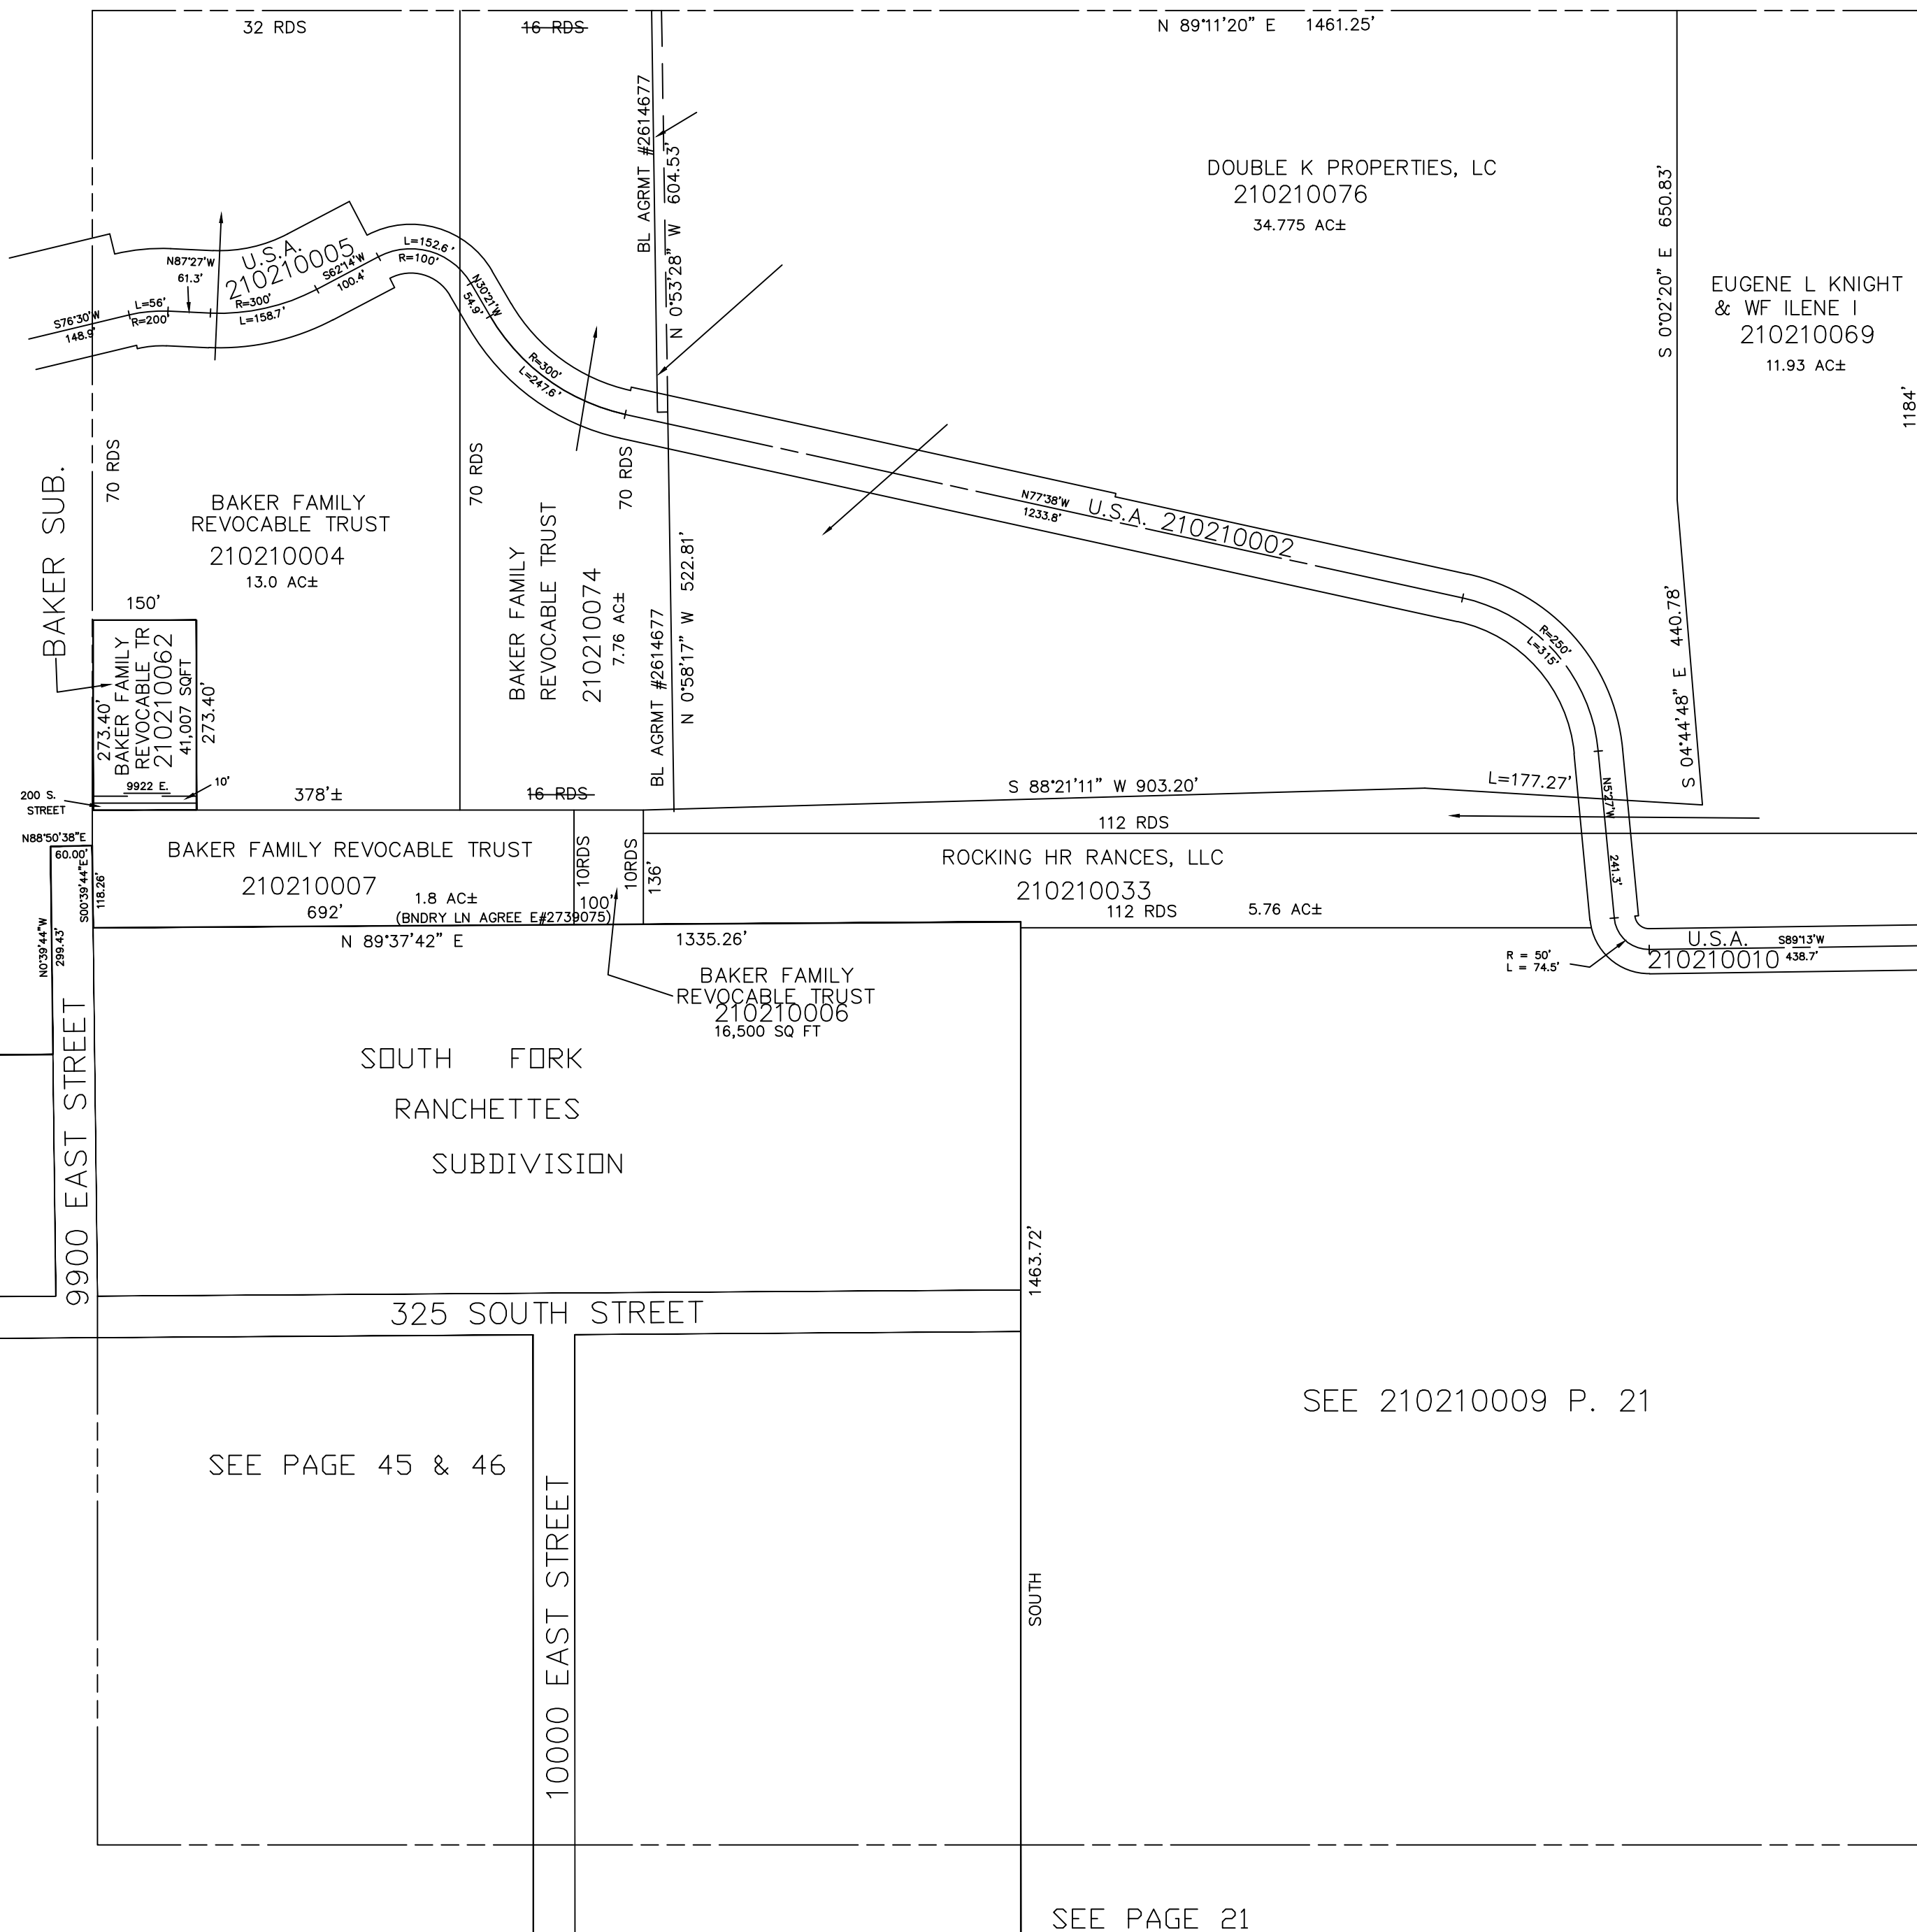 32 RDS
16 RDS
N 89°11'20" E 1461.25'
BL AGRMT #2614677
N 0°53'28" W 604.53'
DOUBLE K PROPERTIES, LC
210210076
34.775 AC±
S 0°02'20" E 650.83'
EUGENE L KNIGHT
& WF ILENE I
210210069
11.93 AC±
1184'
U.S.A.
210210005
N87°27'W
61.3'
S76°30'W
148.9'
L=56'
R=200'
R=300'
L=158.7'
S62°14'W
100.4'
L=152.6'
R=100'
N30°21'W
54.9'
R=300'
L=247.6'
70 RDS
70 RDS
70 RDS
BAKER SUB.
BAKER FAMILY
REVOCABLE TRUST
210210004
13.0 AC±
BAKER FAMILY
REVOCABLE TRUST
210210074
7.76 AC±
BL AGRMT #2614677
N 0°58'17" W 522.81'
N77°38'W
1233.8'
U.S.A. 210210002
R=250'
L=315'
S 04°44'48" E 440.78'
150'
273.40'
BAKER FAMILY
REVOCABLE TR
210210062
41,007 SQFT
273.40'
9922 E.
10'
200 S.
STREET
378'±
16 RDS
S 88°21'11" W 903.20'
L=177.27'
N5°27'W
241.3'
112 RDS
N88°50'38"E
60.00'
S00°39'44"E
118.26'
N0°39'44"W
299.43'
BAKER FAMILY REVOCABLE TRUST
210210007
1.8 AC±
692'
(BNDRY LN AGREE E#2739075)
10RDS
100'
10RDS
136'
ROCKING HR RANCES, LLC
210210033
112 RDS
5.76 AC±
N 89°37'42" E
1335.26'
BAKER FAMILY
REVOCABLE TRUST
210210006
16,500 SQ FT
R = 50'
L = 74.5'
U.S.A.
210210010
S89°13'W
438.7'
SOUTH FORK
RANCHETTES
SUBDIVISION
9900 EAST STREET
325 SOUTH STREET
1463.72'
SOUTH
SEE 210210009 P. 21
SEE PAGE 45 & 46
10000 EAST STREET
SEE PAGE 21